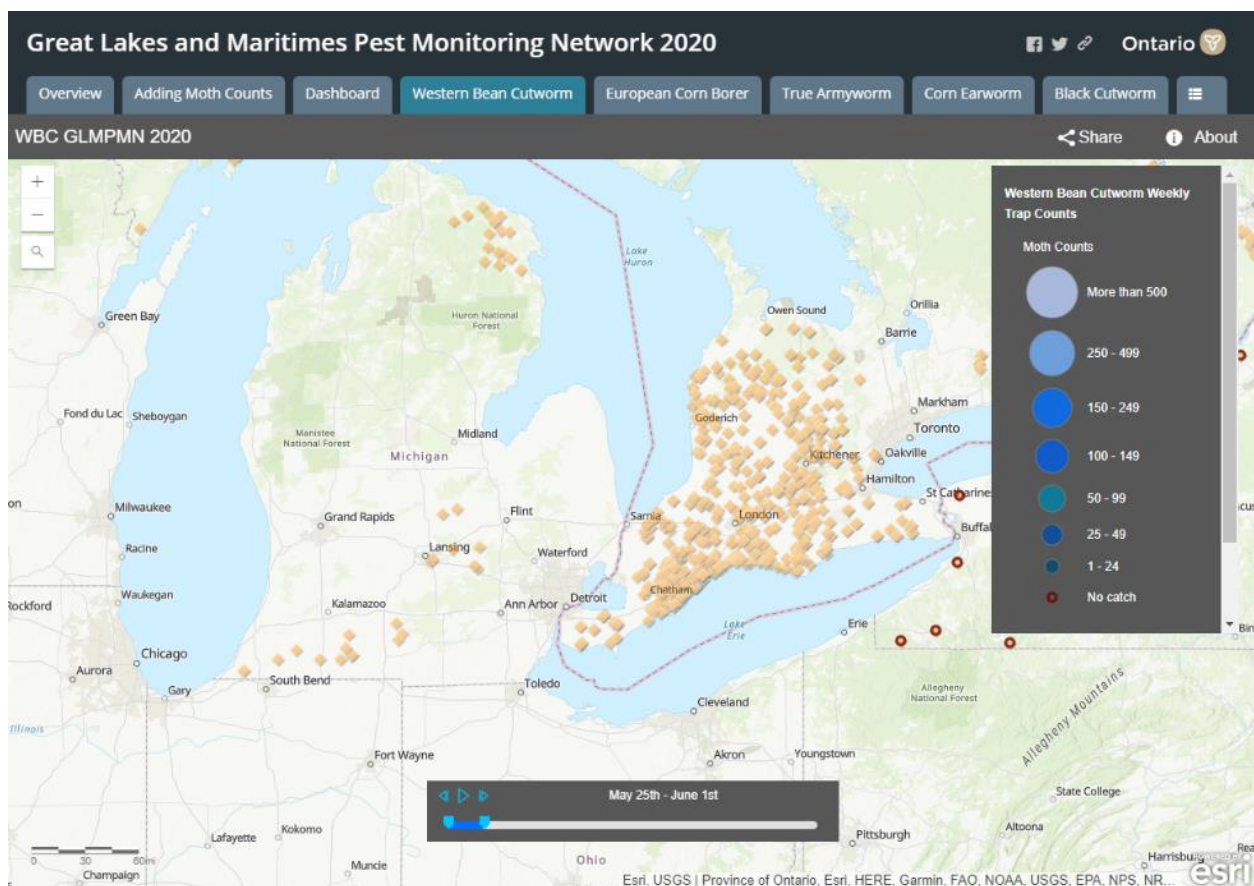 Great Lakes and Maritimes Pest Monitoring Network 2020
Ontario
Overview
Adding Moth Counts
Dashboard
Western Bean Cutworm
European Corn Borer
True Armyworm
Corn Earworm
Black Cutworm
WBC GLMPMN 2020
Share
About
Western Bean Cutworm Weekly
Trap Counts
Moth Counts
More than 500
250 - 499
150 - 249
100 - 149
50 - 99
25 - 49
1 - 24
No catch
Lake
Huron
Owen Sound
Orillia
Barrie
Green Bay
Huron National
Forest
Markham
Toronto
Fond du Lac
Sheboygan
Manistee
National Forest
Midland
Michigan
Goderich
Kitchener
Oakville
Hamilton
St Catharines
Milwaukee
Grand Rapids
Flint
Sarnia
London
Buffal
Racine
Lansing
Waterford
Waukegan
Rockford
Kalamazoo
Ann Arbor
Detroit
Chatham
Lake
Erie
Erie
Chicago
Aurora
Gary
South Bend
Toledo
Cleveland
Allegheny
National Forest
Allegheny Mountains
Illinois
Fort Wayne
Akron
Youngstown
May 25th - June 1st
State College
Altoona
Pittsburgh
Lafayette
Kokomo
Harrisburg
0 30 60mi
Champaign
Muncie
Ohio
Esri, USGS | Province of Ontario, Esri, HERE, Garmin, FAO, NOAA, USGS, EPA, NPS, NR...
esri